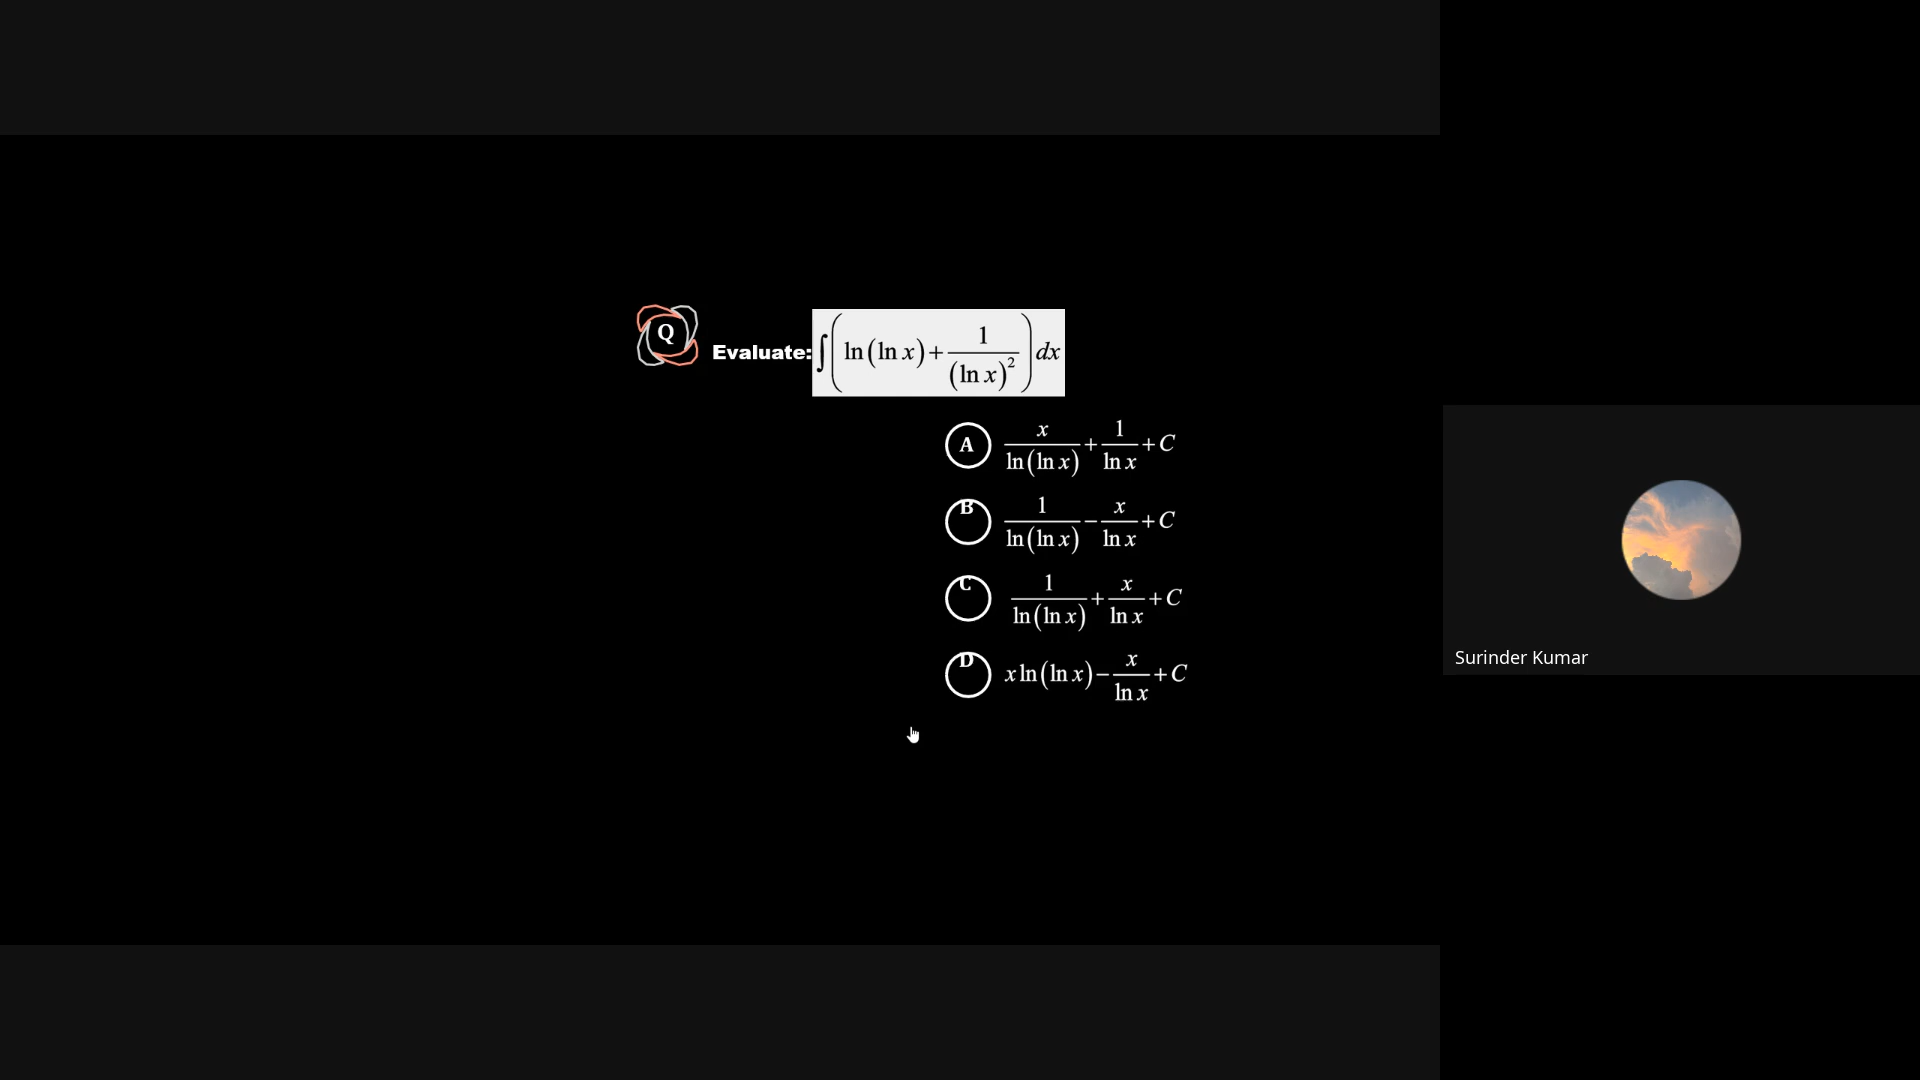 Q
Evaluate: ∫(ln(ln x)+1/(ln x)²)dx
A x/ln(ln x)+1/ln x+C
B 1/ln(ln x)−x/ln x+C
C 1/ln(ln x)+x/ln x+C
D x ln(ln x)−x/ln x+C
Surinder Kumar